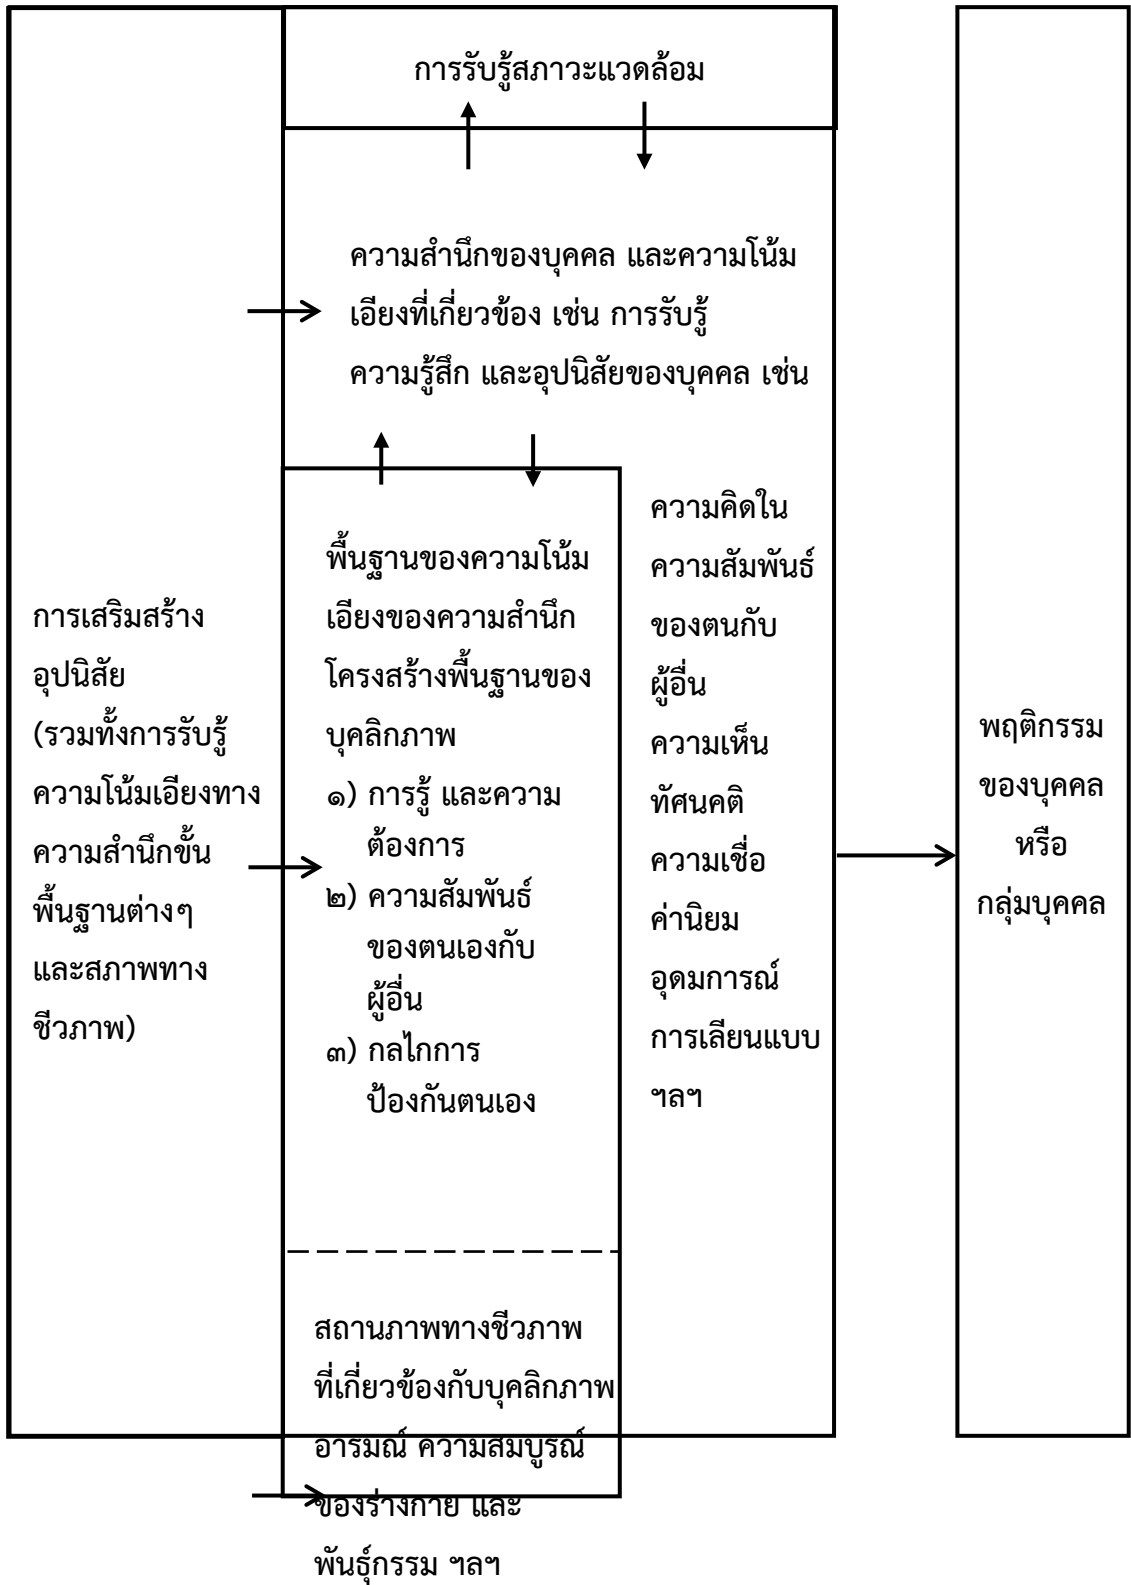 การรับรู้สภาวะแวดล้อม
ความสำนึกของบุคคล และความโน้ม
เอียงที่เกี่ยวข้อง เช่น การรับรู้
ความรู้สึก และอุปนิสัยของบุคคล เช่น
การเสริมสร้าง
อุปนิสัย
(รวมทั้งการรับรู้
ความโน้มเอียงทาง
ความสำนึกขั้น
พื้นฐานต่างๆ
และสภาพทาง
ชีวภาพ)
พื้นฐานของความโน้ม
เอียงของความสำนึก
โครงสร้างพื้นฐานของ
บุคลิกภาพ
๑) การรู้ และความ
ต้องการ
๒) ความสัมพันธ์
ของตนเองกับ
ผู้อื่น
๓) กลไกการ
ป้องกันตนเอง
ความคิดใน
ความสัมพันธ์
ของตนกับ
ผู้อื่น
ความเห็น
ทัศนคติ
ความเชื่อ
ค่านิยม
อุดมการณ์
การเลียนแบบ
ฯลฯ
พฤติกรรม
ของบุคคล
หรือ
กลุ่มบุคคล
สถานภาพทางชีวภาพ
ที่เกี่ยวข้องกับบุคลิกภาพ
อารมณ์ ความสมบูรณ์
ของร่างกาย และ
พันธุ์กรรม ฯลฯ